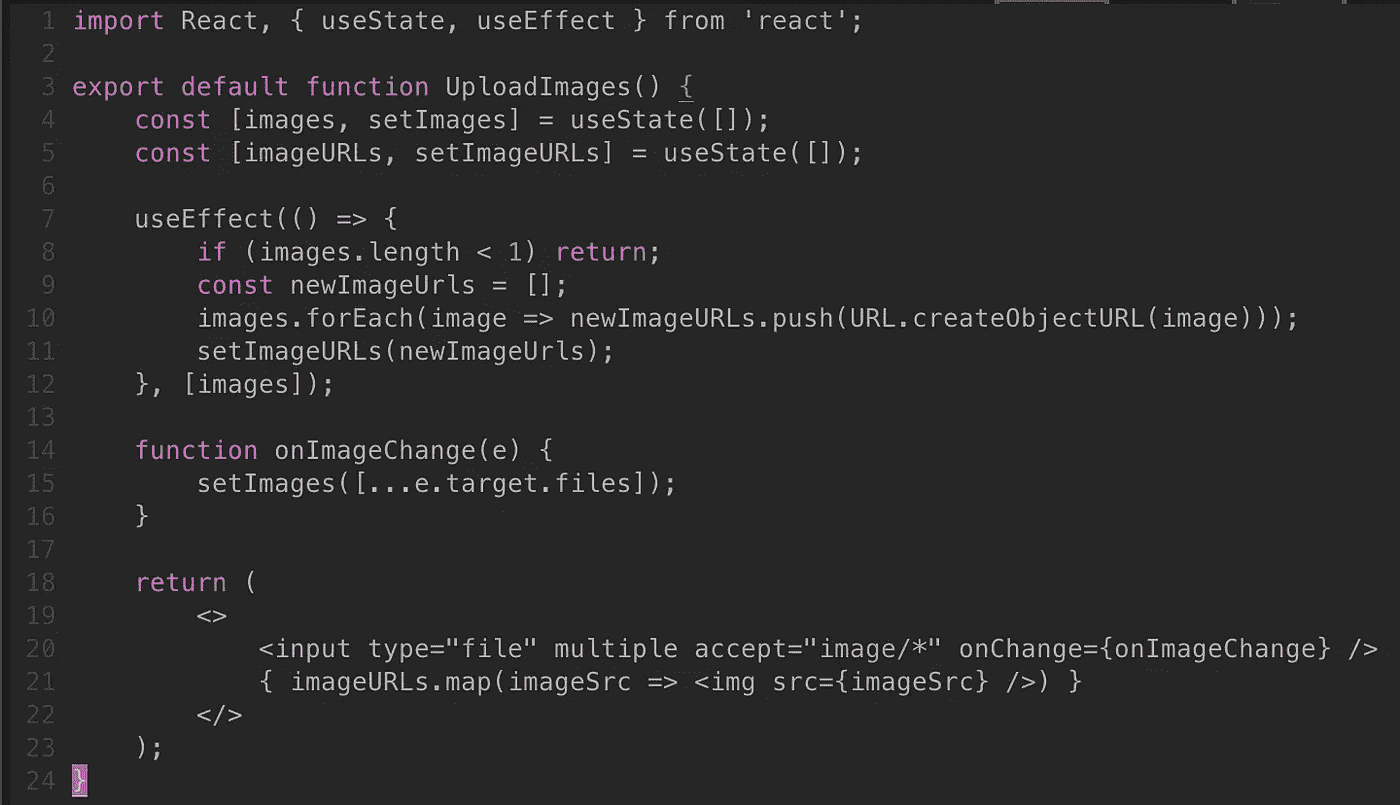 1 import React, { useState, useEffect } from 'react';
2
3 export default function UploadImages() {
4     const [images, setImages] = useState([]);
5     const [imageURLs, setImageURLs] = useState([]);
6
7     useEffect(() => {
8         if (images.length < 1) return;
9         const newImageUrls = [];
10         images.forEach(image => newImageURLs.push(URL.createObjectURL(image)));
11         setImageURLs(newImageUrls);
12     }, [images]);
13
14     function onImageChange(e) {
15         setImages([...e.target.files]);
16     }
17
18     return (
19         <>
20             <input type="file" multiple accept="image/*" onChange={onImageChange} />
21             { imageURLs.map(imageSrc => <img src={imageSrc} />) }
22         </>
23     );
24 }